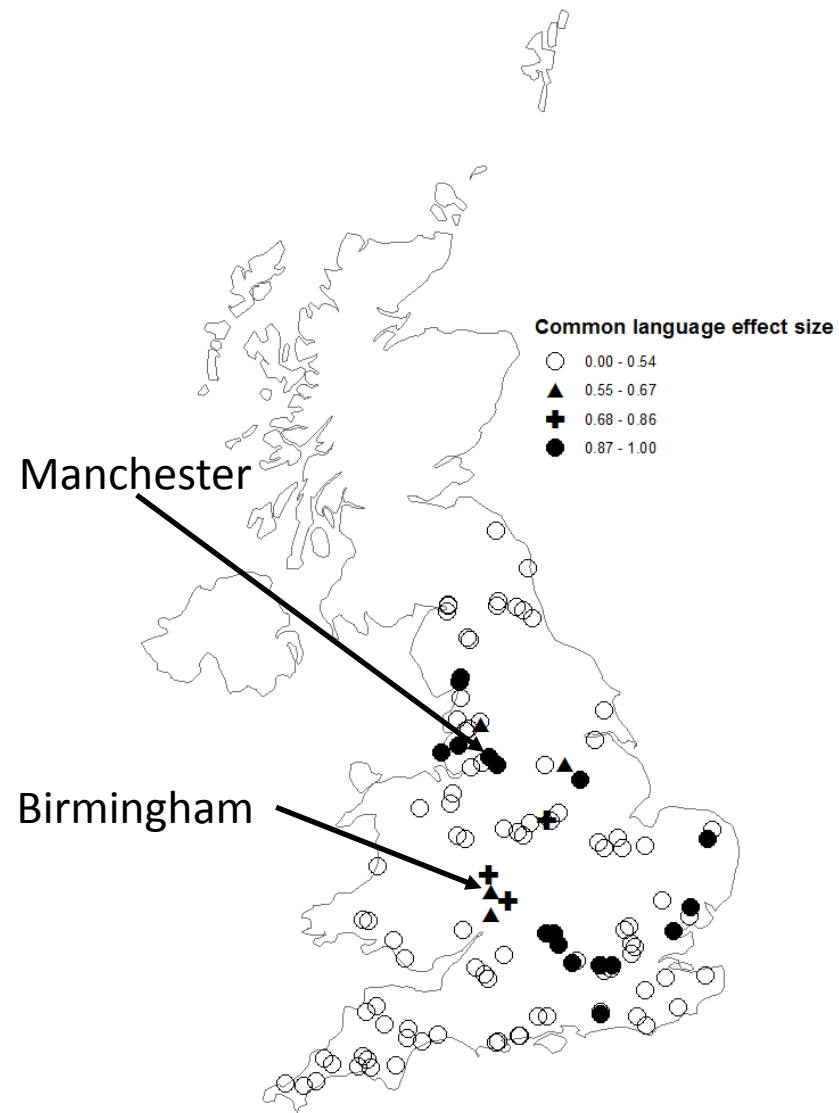 Common language effect size
0.00 - 0.54
0.55 - 0.67
0.68 - 0.86
0.87 - 1.00
Manchester
Birmingham